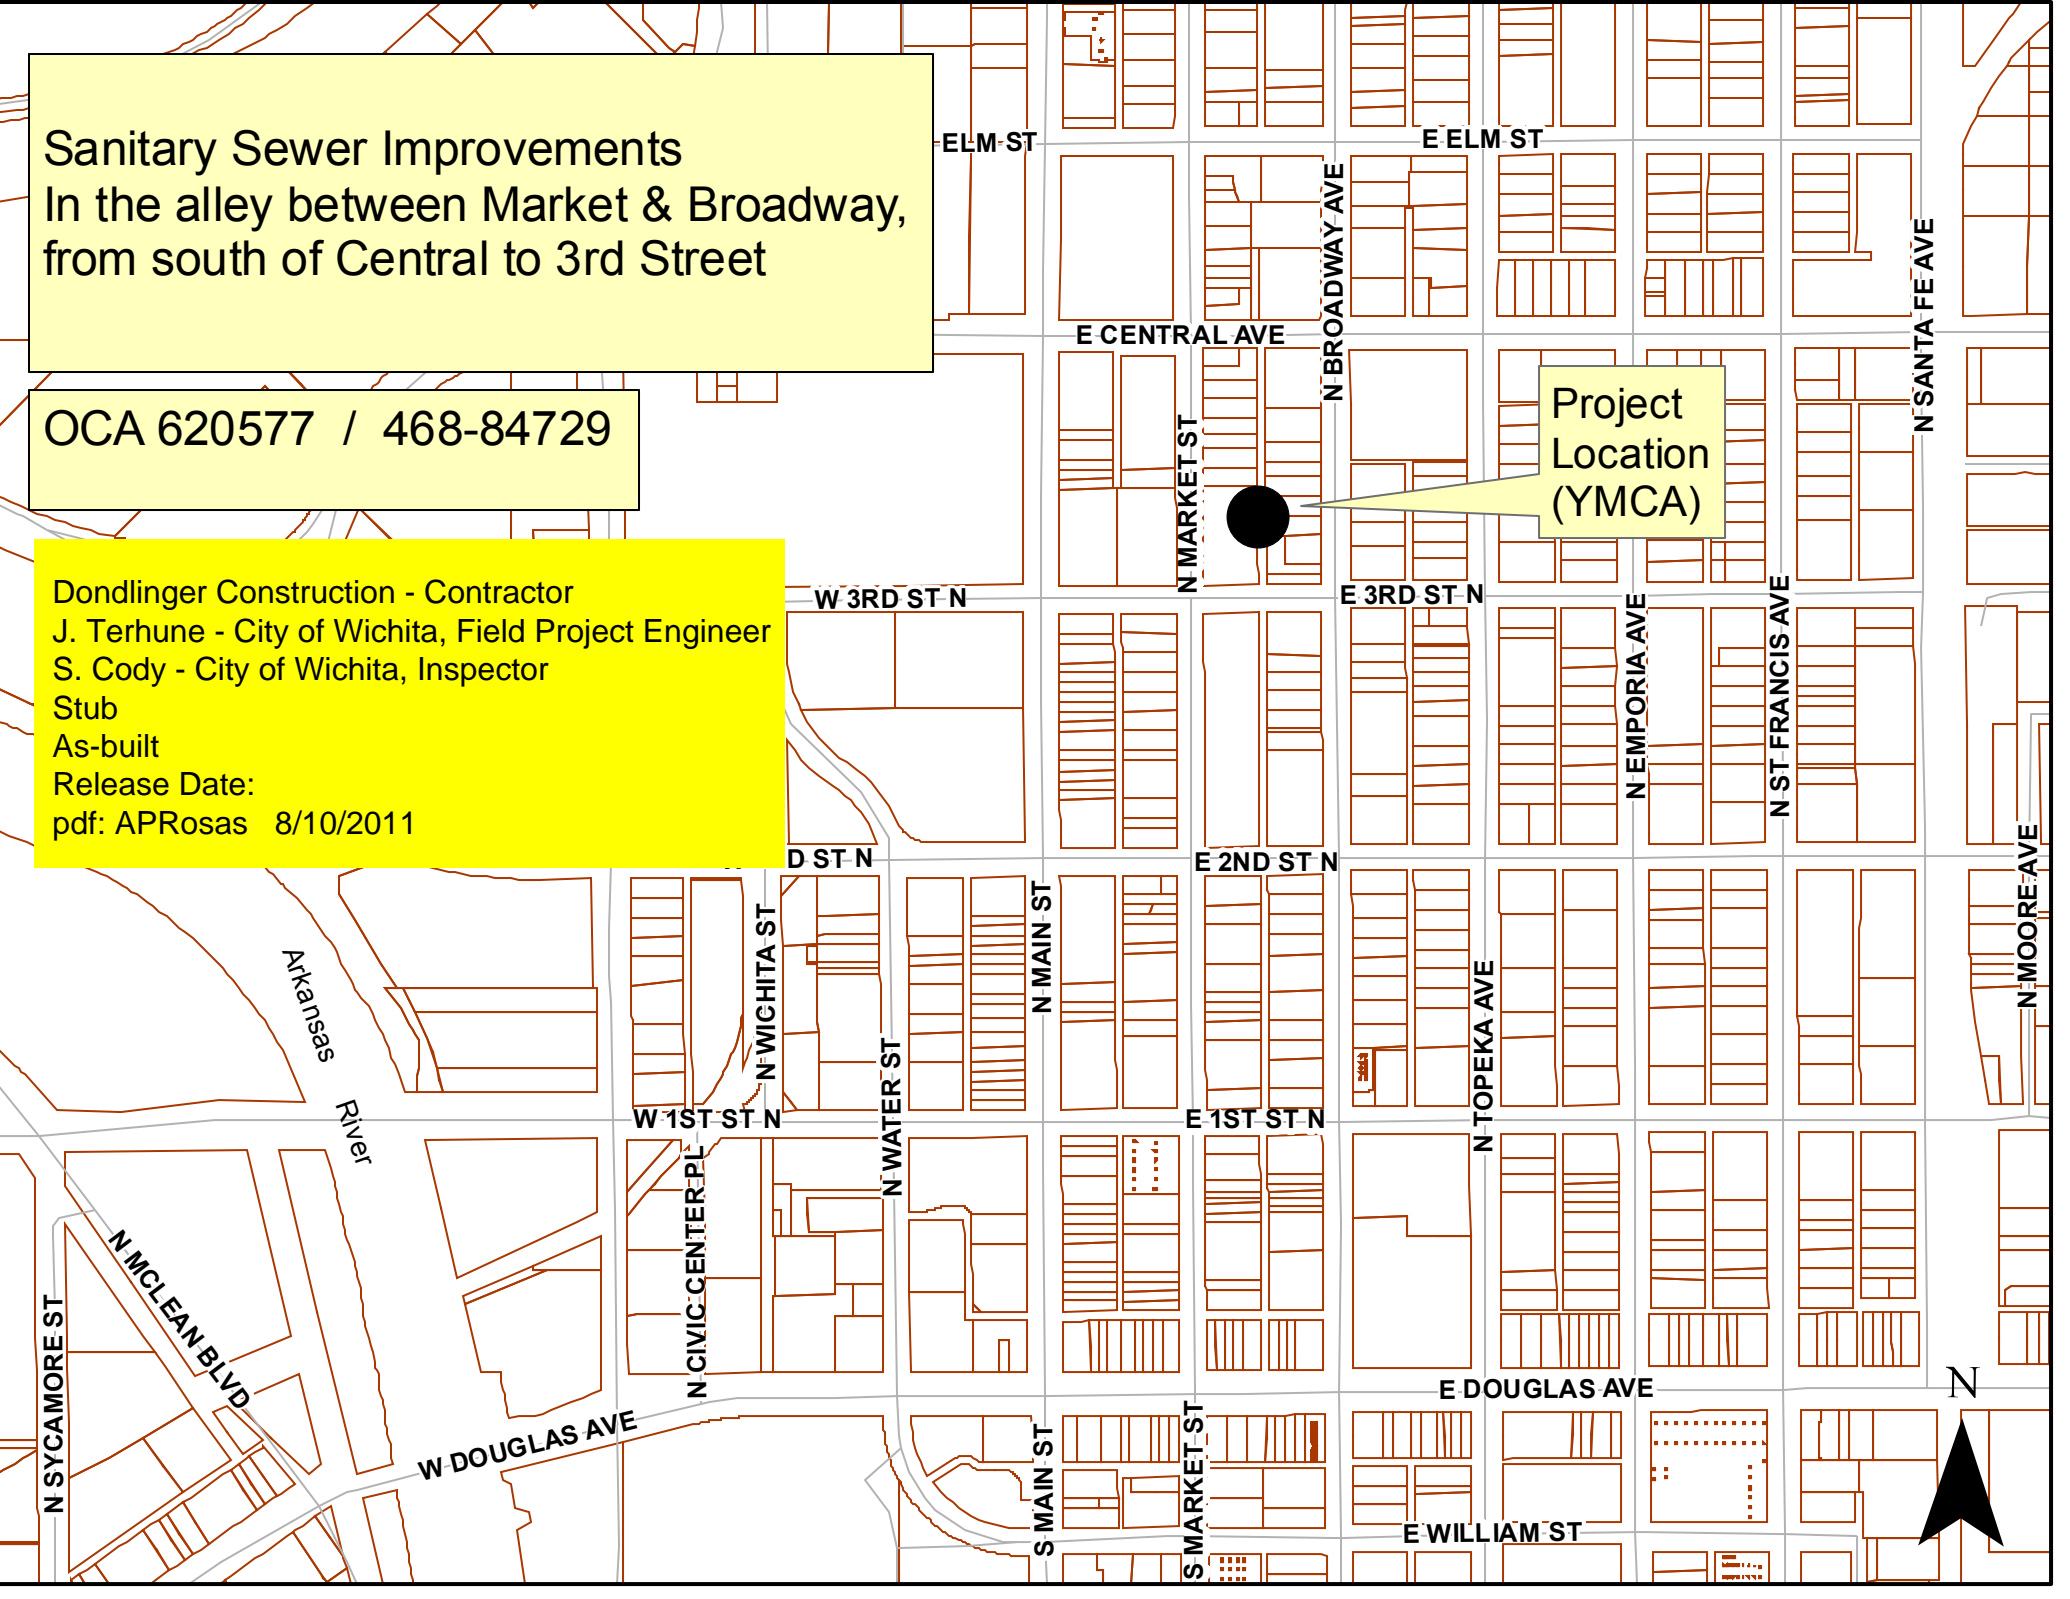 Sanitary Sewer Improvements
In the alley between Market & Broadway,
from south of Central to 3rd Street
OCA 620577 / 468-84729
Dondlinger Construction - Contractor
J. Terhune - City of Wichita, Field Project Engineer
S. Cody - City of Wichita, Inspector
Stub
As-built
Release Date:
pdf: APRosas 8/10/2011
Project
Location
(YMCA)
ELM ST
E ELM ST
N BROADWAY AVE
N SANTA FE AVE
E CENTRAL AVE
N MARKET ST
W 3RD ST N
E 3RD ST N
N EMPORIA AVE
N ST FRANCIS AVE
D ST N
E 2ND ST N
N MOORE AVE
N MAIN ST
N WICHITA ST
Arkansas
River
N WATER ST
N TOPEKA AVE
W 1ST ST N
E 1ST ST N
N CIVIC CENTER PL
N MCLEAN BLVD
N SYCAMORE ST
E DOUGLAS AVE
N
W DOUGLAS AVE
S MAIN ST
S MARKET ST
E WILLIAM ST